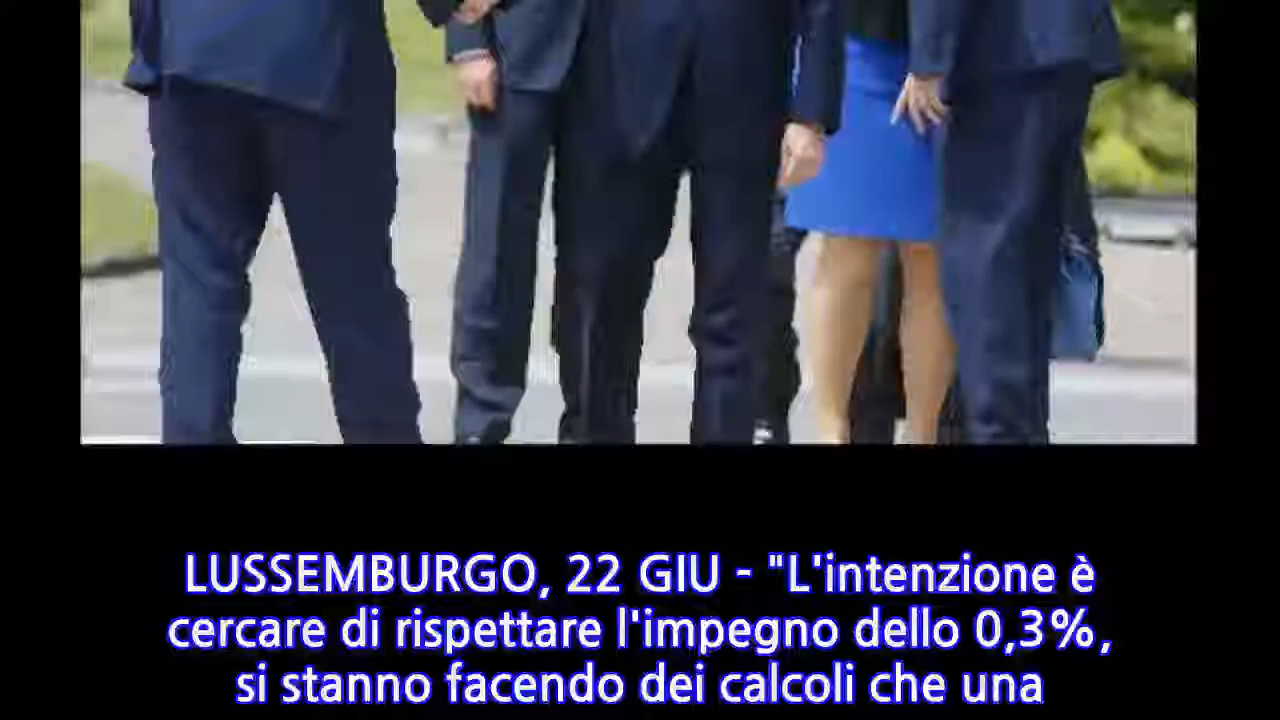 LUSSEMBURGO, 22 GIU - "L'intenzione è
cercare di rispettare l'impegno dello 0,3%,
si stanno facendo dei calcoli che una